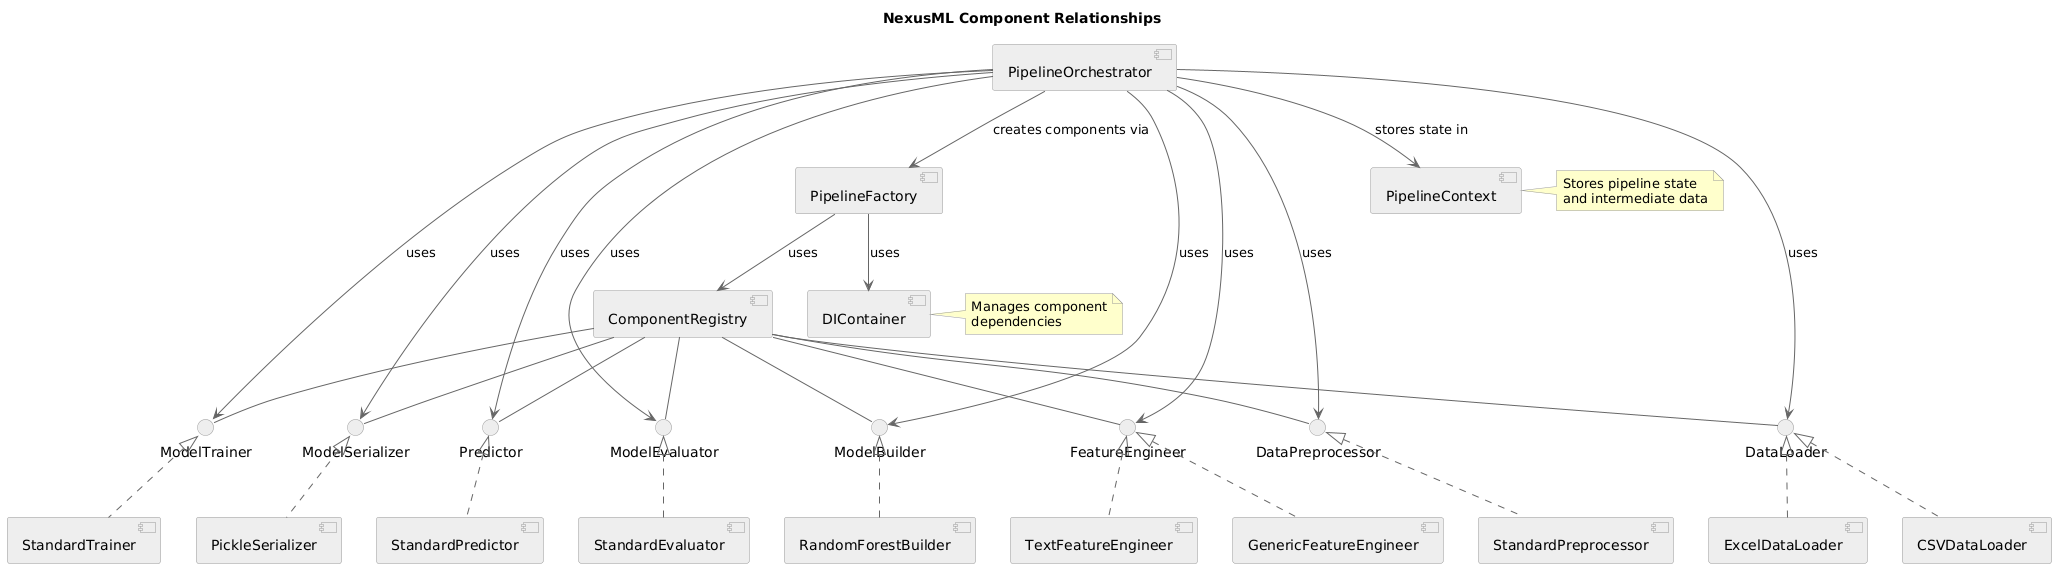 NexusML Component Relationships
PipelineOrchestrator
creates components via
stores state in
PipelineFactory
PipelineContext
Stores pipeline state
and intermediate data
uses
uses
uses
uses
uses
uses
uses
uses
uses
uses
ComponentRegistry
DIContainer
Manages component
dependencies
ModelTrainer
ModelSerializer
Predictor
ModelEvaluator
ModelBuilder
FeatureEngineer
DataPreprocessor
DataLoader
StandardTrainer
PickleSerializer
StandardPredictor
StandardEvaluator
RandomForestBuilder
TextFeatureEngineer
GenericFeatureEngineer
StandardPreprocessor
ExcelDataLoader
CSVDataLoader